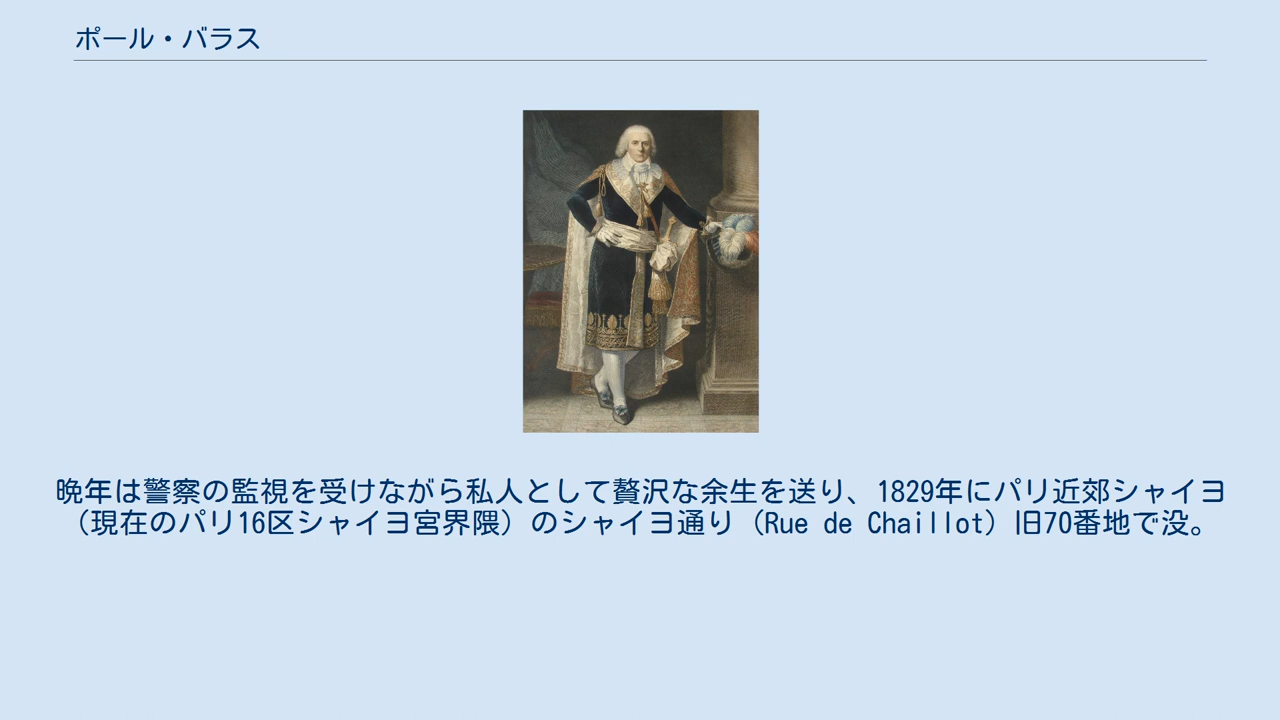 ポール・バラス
晩年は警察の監視を受けながら私人として贅沢な余生を送り、1829年にパリ近郊シャイヨ
（現在のパリ16区シャイヨ宮界隈）のシャイヨ通り（Rue de Chaillot）旧70番地で没。